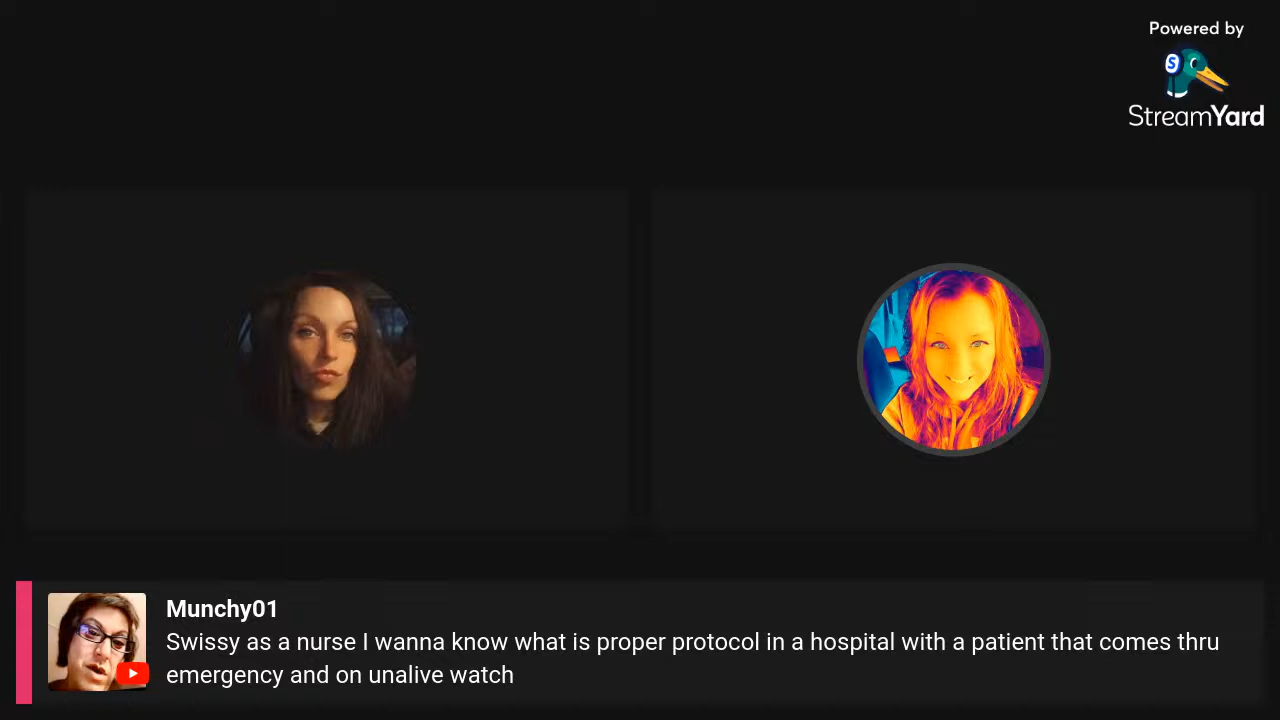 Powered by
S
StreamYard
Munchy01
Swissy as a nurse I wanna know what is proper protocol in a hospital with a patient that comes thru
emergency and on unalive watch